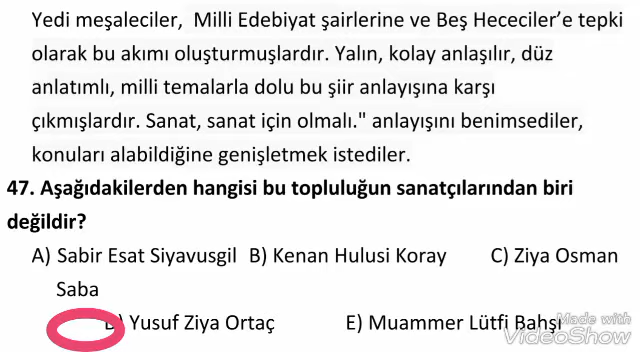 Yedi meşaleciler, Milli Edebiyat şairlerine ve Beş Hececiler’e tepki
olarak bu akımı oluşturmuşlardır. Yalın, kolay anlaşılır, düz
anlatımlı, milli temalarla dolu bu şiir anlayışına karşı
çıkmışlardır. Sanat, sanat için olmalı." anlayışını benimsediler,
konuları alabildiğine genişletmek istediler.
47. Aşağıdakilerden hangisi bu topluluğun sanatçılarından biri
değildir?
A) Sabir Esat Siyavusgil B) Kenan Hulusi Koray C) Ziya Osman
Saba
D) Yusuf Ziya Ortaç E) Muammer Lütfi Bahşı
Made with
VideoShow